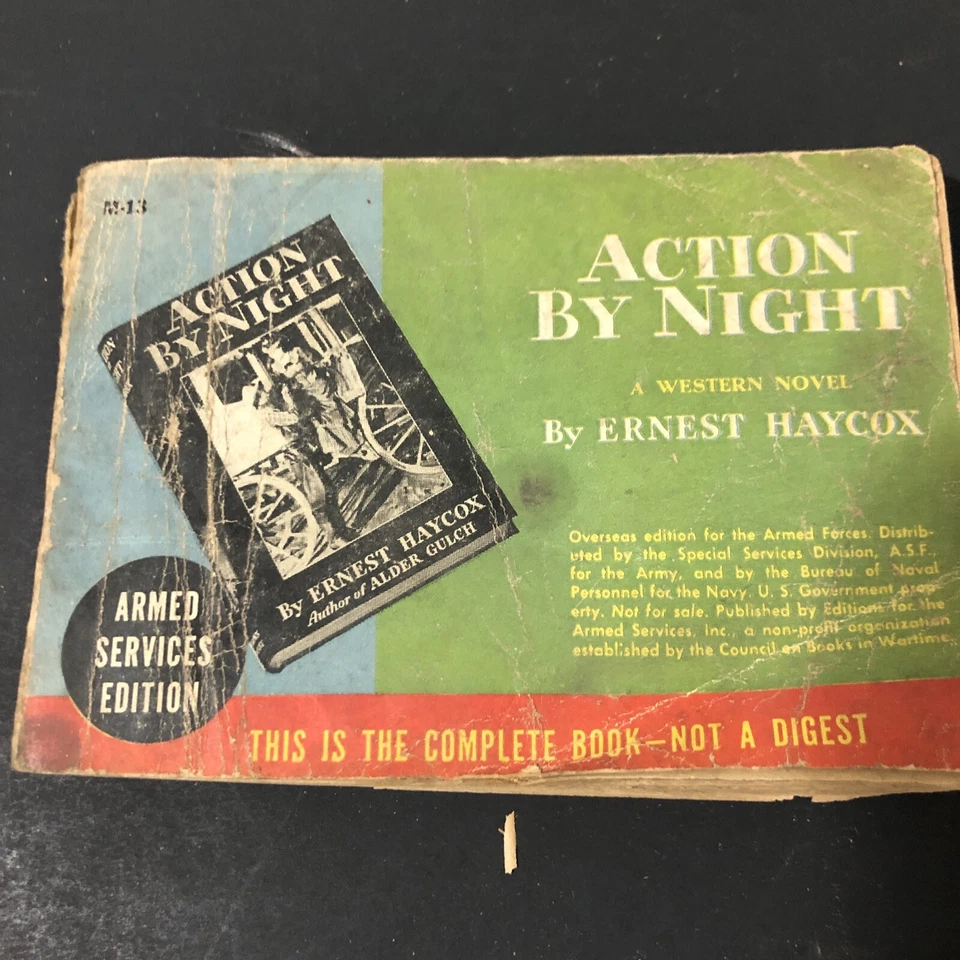 M-13
ACTION
BY NIGHT
By ERNEST HAYCOX
Author of ALDER GULCH
ACTION
BY NIGHT
A WESTERN NOVEL
By ERNEST HAYCOX
Overseas edition for the Armed Forces. Distrib-
uted by the Special Services Division, A.S.F.,
for the Army, and by the Bureau of Naval
Personnel for the Navy. U. S. Government prop-
erty. Not for sale. Published by Editions for the
Armed Services, Inc., a non-profit organization
established by the Council on Books in Wartime.
ARMED
SERVICES
EDITION
THIS IS THE COMPLETE BOOK—NOT A DIGEST